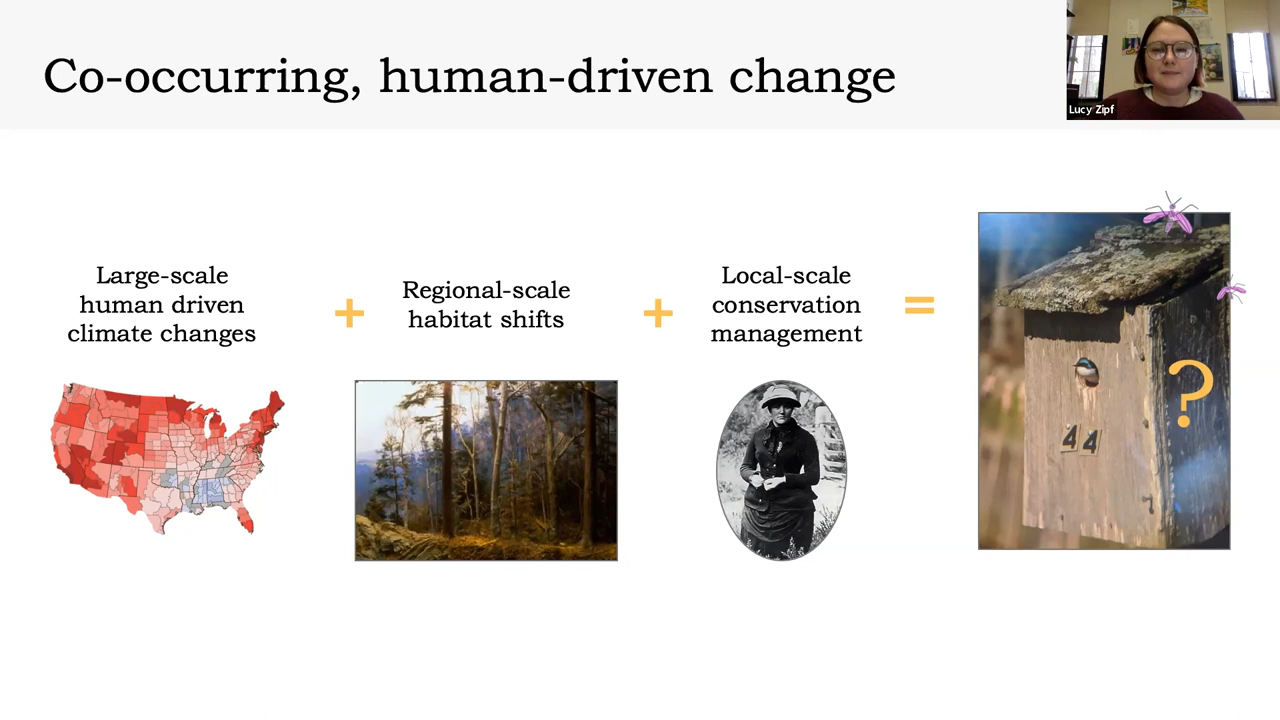 Co-occurring, human-driven change
Lucy Zipf
Large-scale
human driven
climate changes
+
Regional-scale
habitat shifts
+
Local-scale
conservation
management
=
44
?